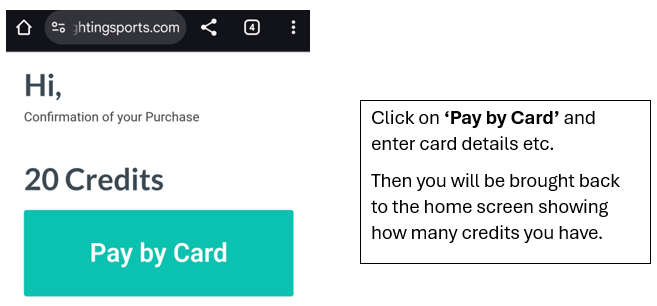 ghtingsports.com
4
Hi,
Confirmation of your Purchase
20 Credits
Pay by Card
Click on ‘Pay by Card’ and
enter card details etc.
Then you will be brought back
to the home screen showing
how many credits you have.